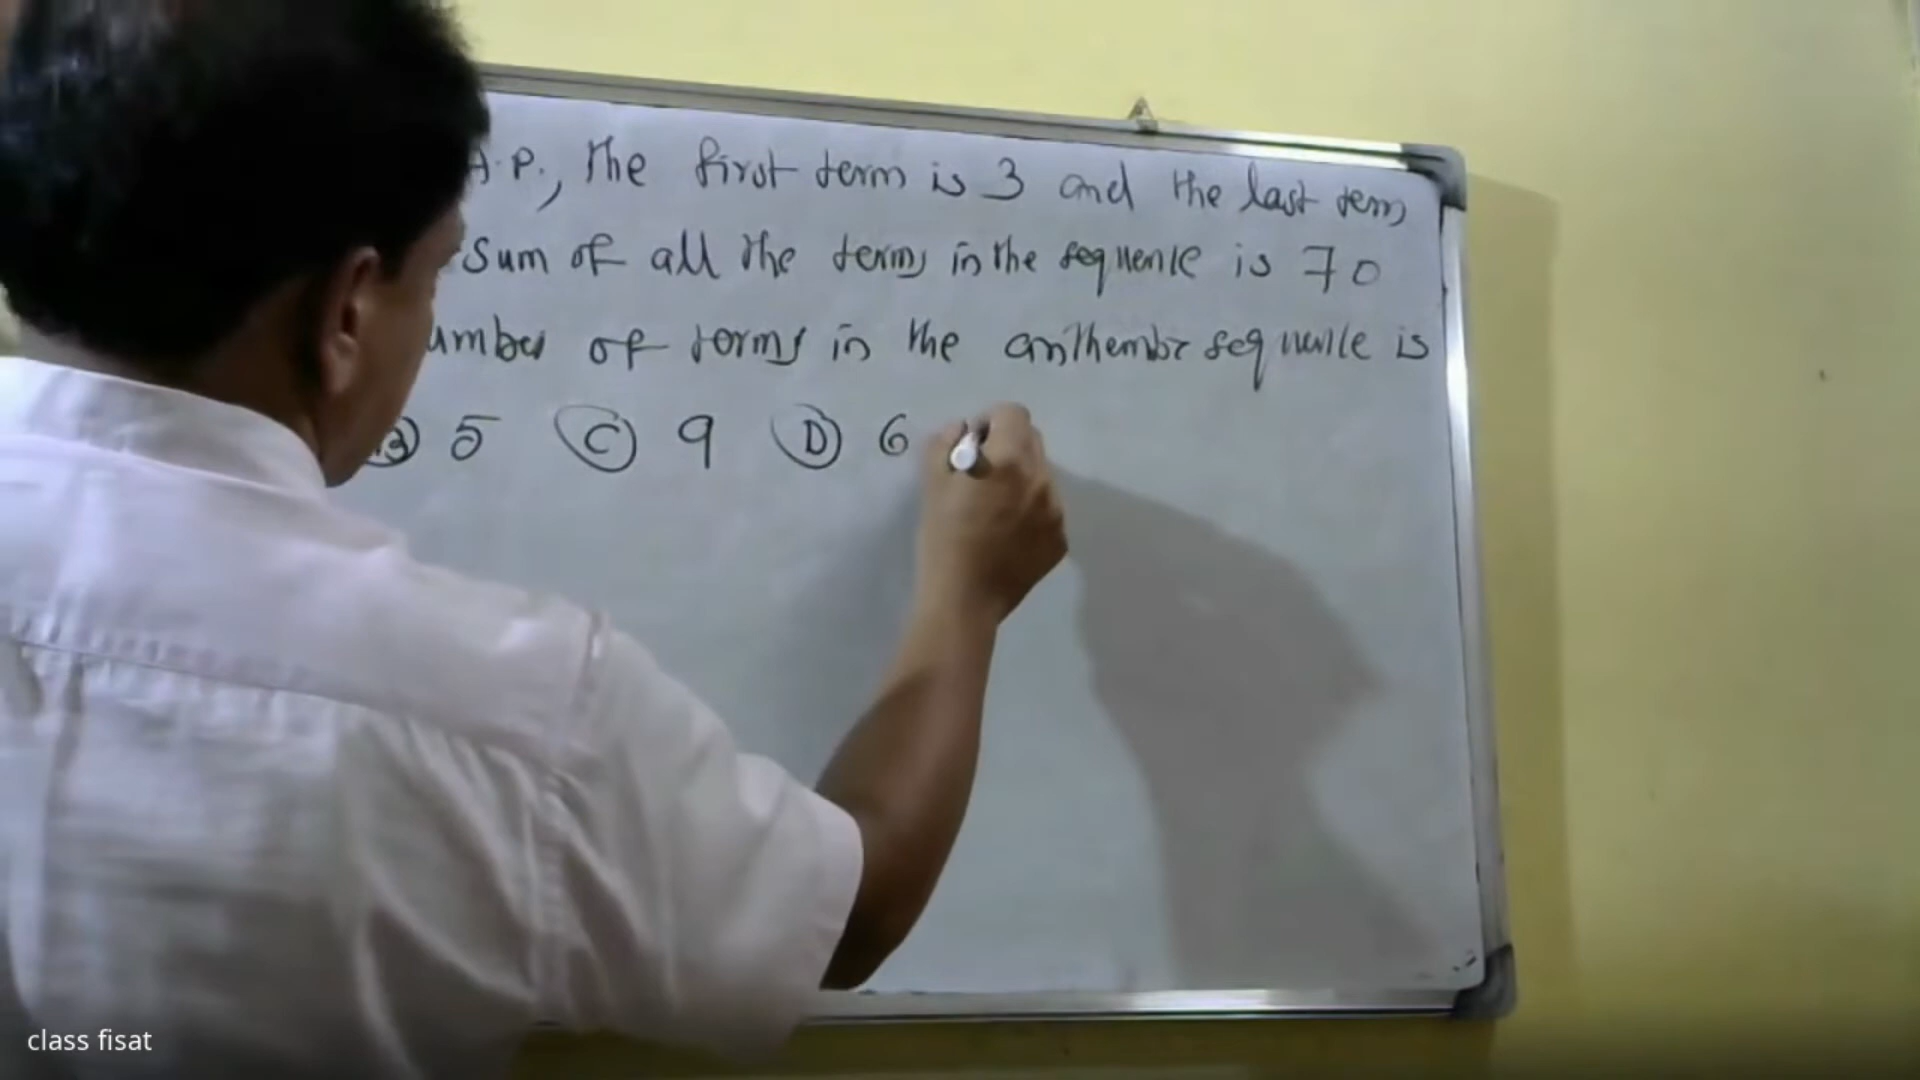 A.P., the first term is 3 and the last term
Sum of all the terms in the sequence is 70
umber of terms in the arithemtic sequence is
B 5 C 9 D 6
class fisat